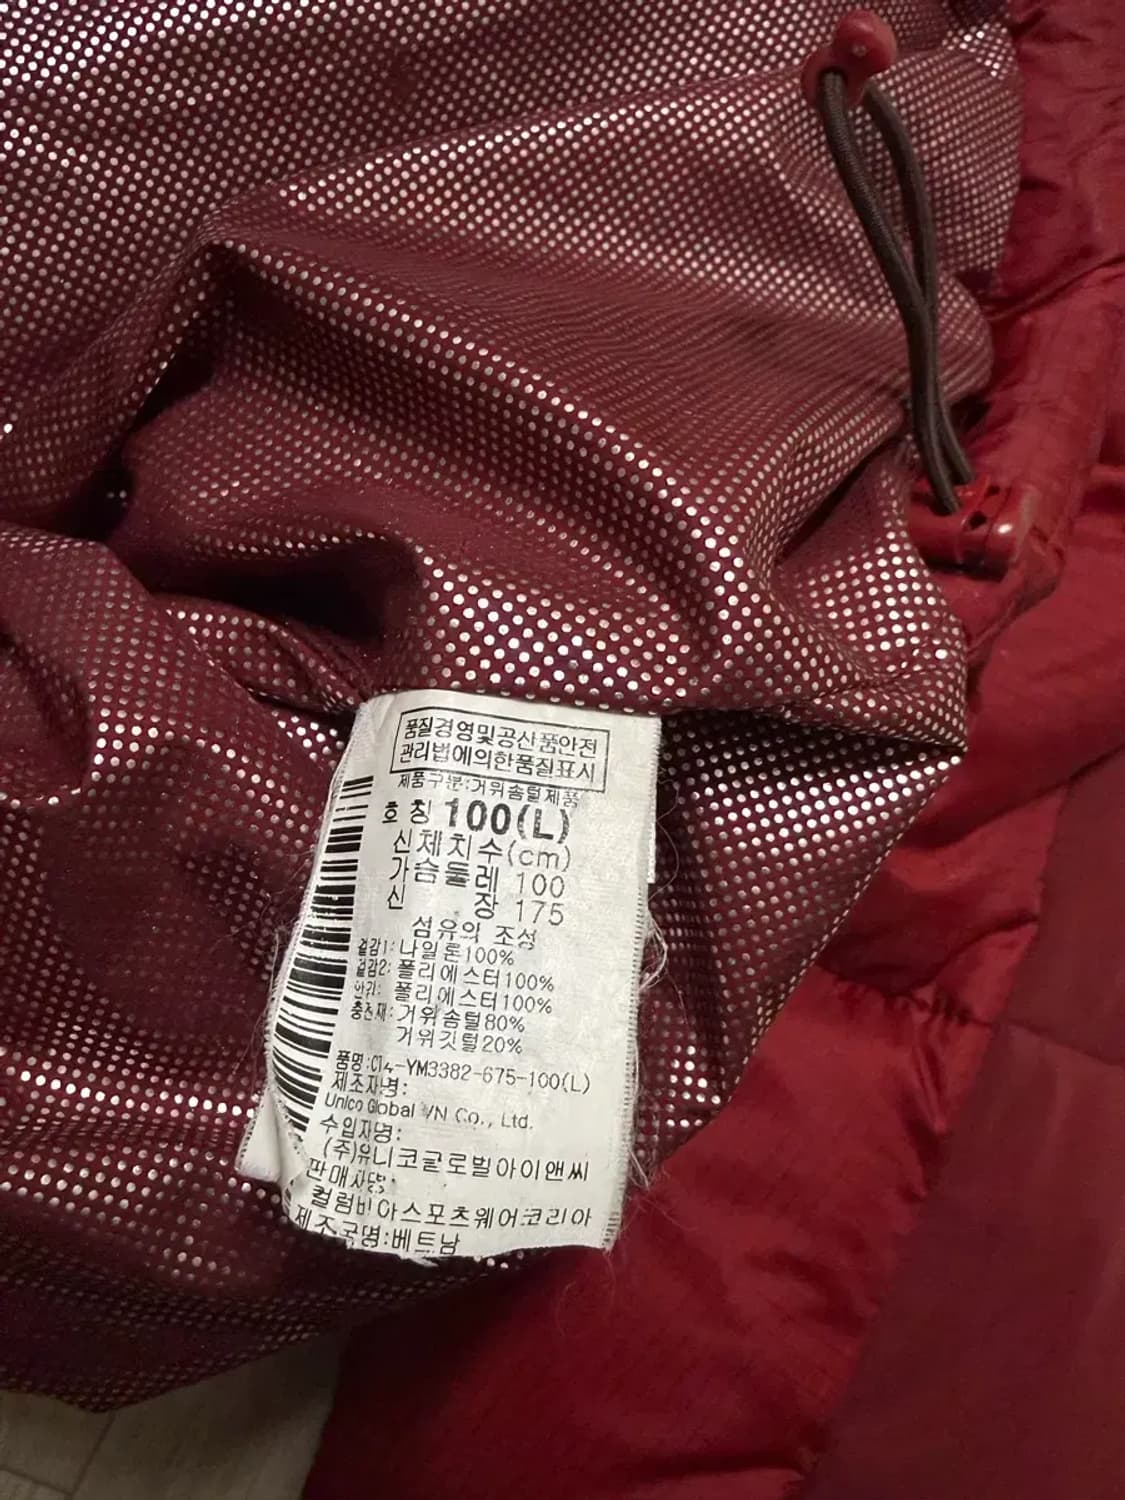 품질경영및공산품안전
관리법에의한품질표시
제품구분:거위솜털제품
호 칭 100(L)
신체치수(cm)
가슴둘레 100
신 장 175
섬유의 조성
겉감1: 나일론100%
겉감2: 폴리에스터100%
안감: 폴리에스터100%
충전재: 거위솜털80%
거위깃털20%
품명:C14-YM3382-675-100(L)
제조자명:
Unico Global VN Co., Ltd.
수입자명:
(주)유니코글로벌아이앤씨
판매자명:
컬럼비아스포츠웨어코리아
제조국명:베트남